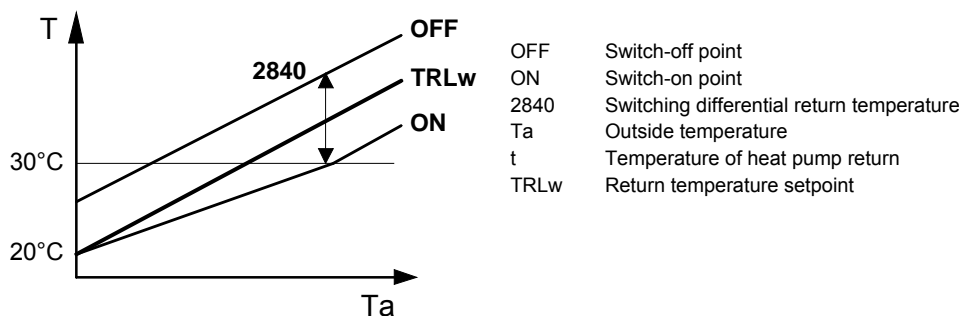 T
OFF
2840
TRLw
ON
30°C
20°C
Ta
OFF Switch-off point
ON Switch-on point
2840 Switching differential return temperature
Ta Outside temperature
t Temperature of heat pump return
TRLw Return temperature setpoint